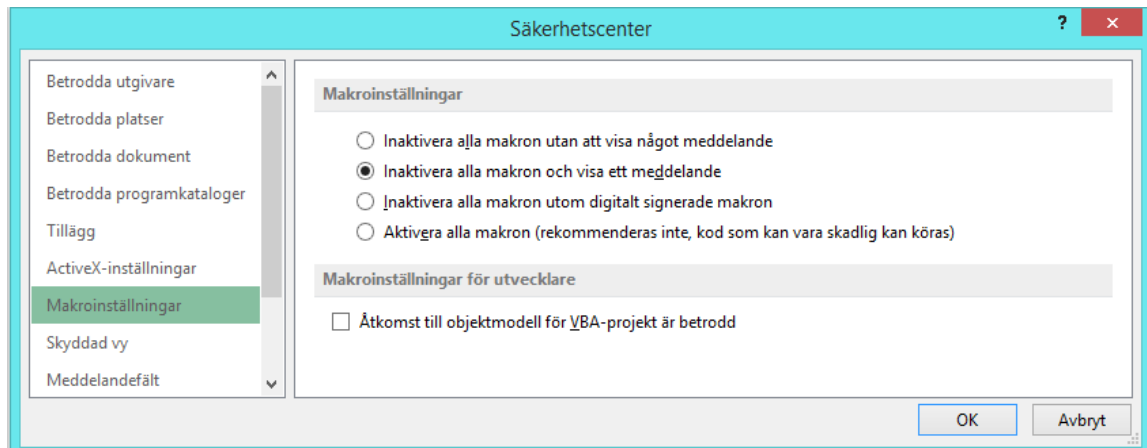 Säkerhetscenter
?
Betrodda utgivare
Betrodda platser
Betrodda dokument
Betrodda programkataloger
Tillägg
ActiveX-inställningar
Makroinställningar
Skyddad vy
Meddelandefält
Makroinställningar
Inaktivera alla makron utan att visa något meddelande
Inaktivera alla makron och visa ett meddelande
Inaktivera alla makron utom digitalt signerade makron
Aktivera alla makron (rekommenderas inte, kod som kan vara skadlig kan köras)
Makroinställningar för utvecklare
Åtkomst till objektmodell för VBA-projekt är betrodd
OK
Avbryt